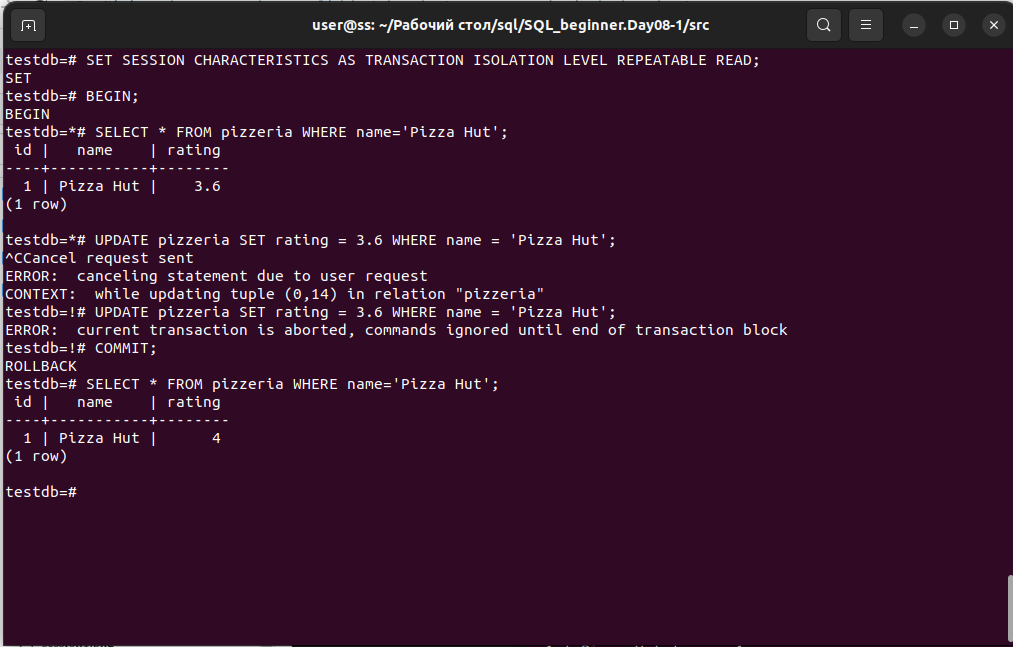 user@ss: ~/Рабочий стол/sql/SQL_beginner.Day08-1/src
testdb=# SET SESSION CHARACTERISTICS AS TRANSACTION ISOLATION LEVEL REPEATABLE READ;
SET
testdb=# BEGIN;
BEGIN
testdb=*# SELECT * FROM pizzeria WHERE name='Pizza Hut';
 id |   name    | rating
----+-----------+--------
  1 | Pizza Hut |    3.6
(1 row)

testdb=*# UPDATE pizzeria SET rating = 3.6 WHERE name = 'Pizza Hut';
^CCancel request sent
ERROR:  canceling statement due to user request
CONTEXT:  while updating tuple (0,14) in relation "pizzeria"
testdb=!# UPDATE pizzeria SET rating = 3.6 WHERE name = 'Pizza Hut';
ERROR:  current transaction is aborted, commands ignored until end of transaction block
testdb=!# COMMIT;
ROLLBACK
testdb=# SELECT * FROM pizzeria WHERE name='Pizza Hut';
 id |   name    | rating
----+-----------+--------
  1 | Pizza Hut |      4
(1 row)

testdb=#